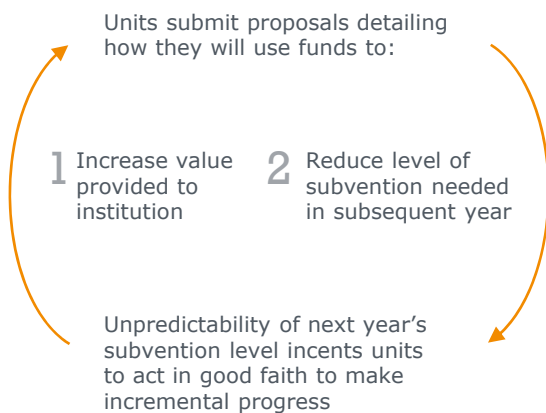 Units submit proposals detailing
how they will use funds to:
1 Increase value
provided to
institution
2 Reduce level of
subvention needed
in subsequent year
Unpredictability of next year’s
subvention level incents units
to act in good faith to make
incremental progress